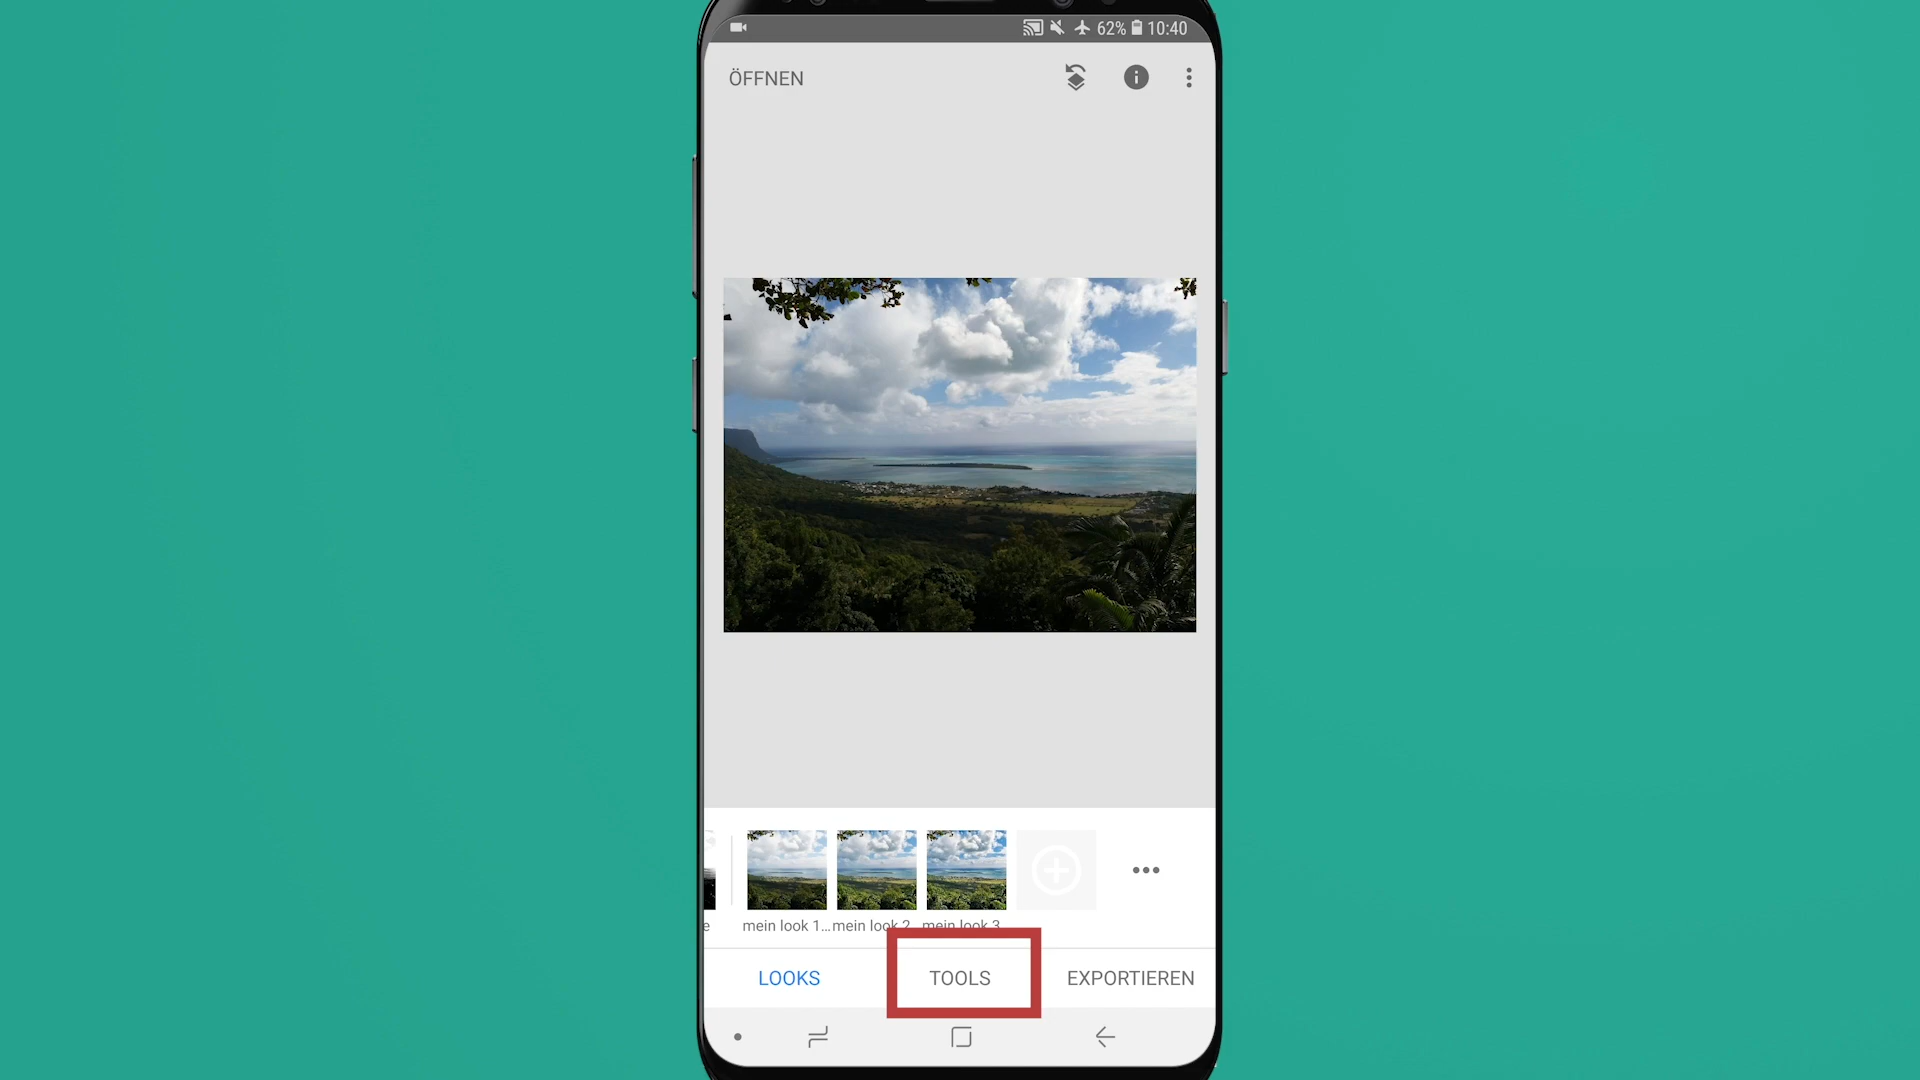 62% 10:40
ÖFFNEN
e mein look 1... mein look 2 mein look 3
LOOKS TOOLS EXPORTIEREN